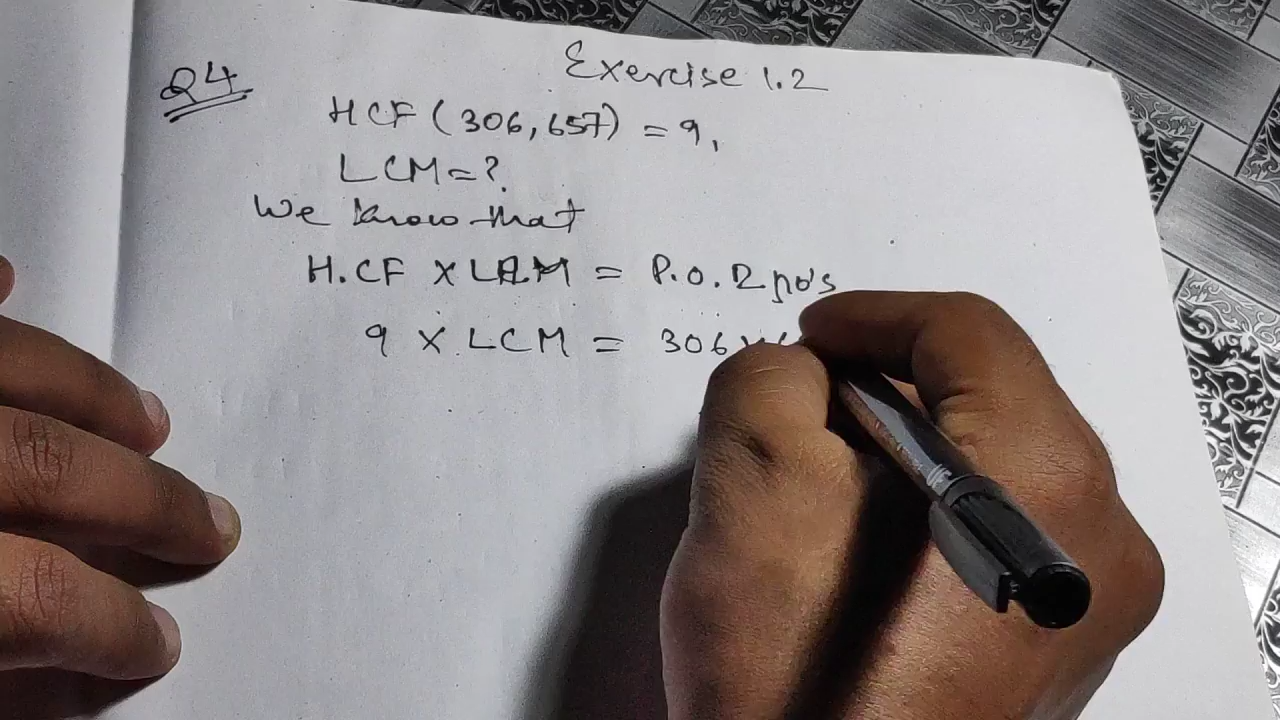 Exercise 1.2
Q4
HCF (306, 657) = 9,
LCM = ?
We know that
H.CF X LCM = P.O.2 no's
9 X LCM = 306 x